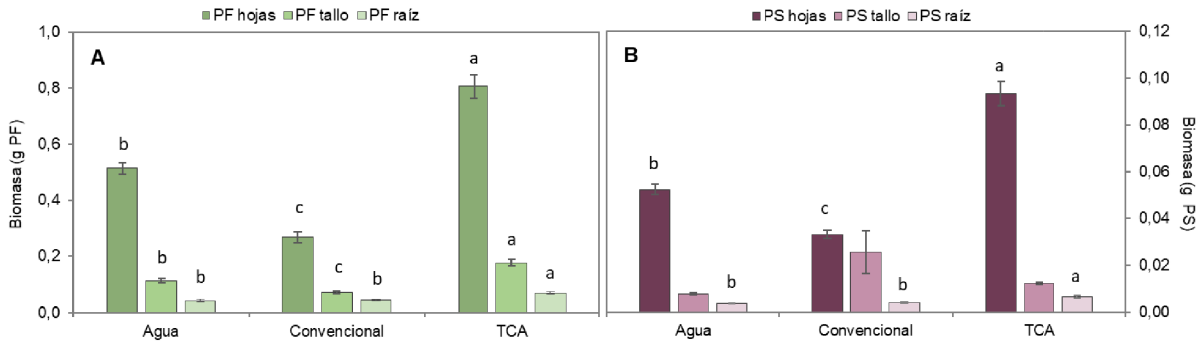 PF hojas PF tallo PF raíz
1,0
0,8
0,6
0,4
0,2
0,0
Biomasa (g PF)
A
b
b
b
c
c
b
a
a
a
Agua Convencional TCA
PS hojas PS tallo PS raíz
B
b
b
c
b
a
a
0,12
0,10
0,08
0,06
0,04
0,02
0,00
Biomasa (g PS)
Agua Convencional TCA